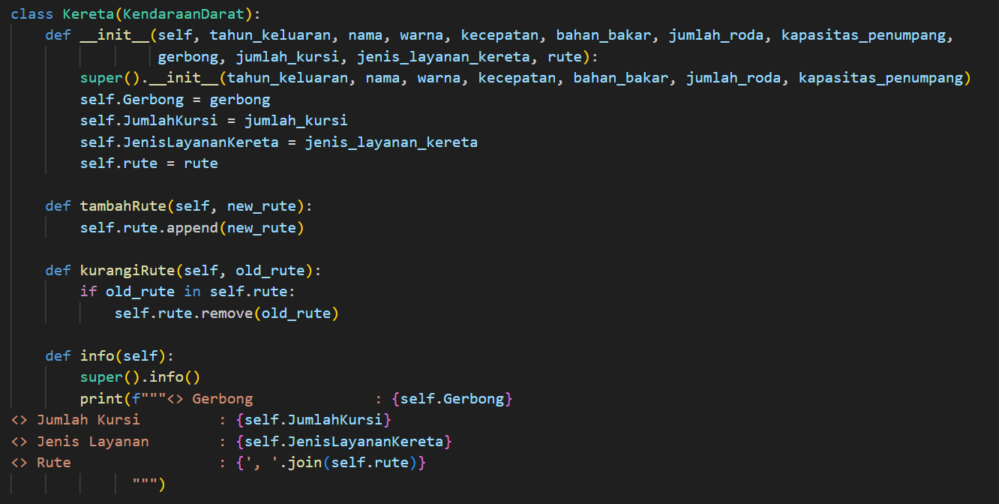 class Kereta(KendaraanDarat):
    def __init__(self, tahun_keluaran, nama, warna, kecepatan, bahan_bakar, jumlah_roda, kapasitas_penumpang,
                 gerbong, jumlah_kursi, jenis_layanan_kereta, rute):
        super().__init__(tahun_keluaran, nama, warna, kecepatan, bahan_bakar, jumlah_roda, kapasitas_penumpang)
        self.Gerbong = gerbong
        self.JumlahKursi = jumlah_kursi
        self.JenisLayananKereta = jenis_layanan_kereta
        self.rute = rute

    def tambahRute(self, new_rute):
        self.rute.append(new_rute)

    def kurangiRute(self, old_rute):
        if old_rute in self.rute:
            self.rute.remove(old_rute)

    def info(self):
        super().info()
        print(f"""<> Gerbong              : {self.Gerbong}
<> Jumlah Kursi         : {self.JumlahKursi}
<> Jenis Layanan        : {self.JenisLayananKereta}
<> Rute                 : {', '.join(self.rute)}
              """)